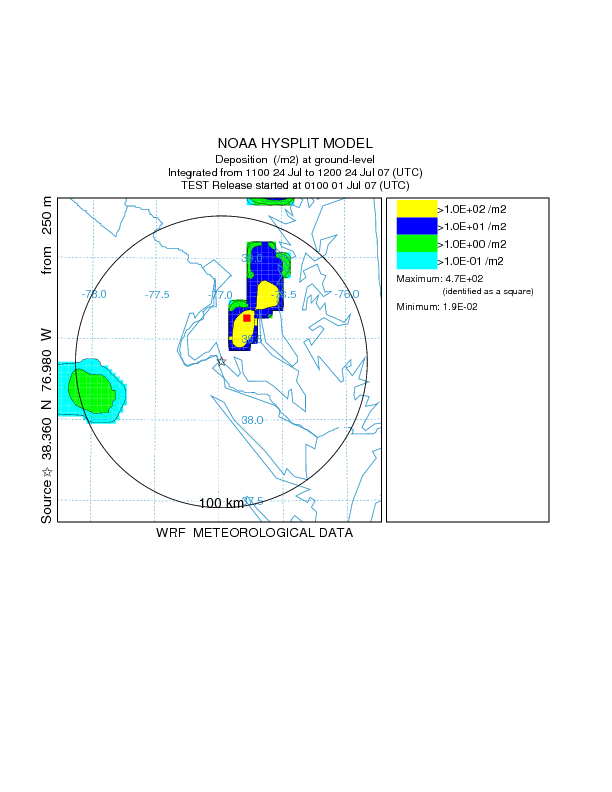 NOAA HYSPLIT MODEL
Deposition (/m2) at ground-level
Integrated from 1100 24 Jul to 1200 24 Jul 07 (UTC)
TEST Release started at 0100 01 Jul 07 (UTC)
Source ☆ 38.360 N 76.980 W from 250 m
>1.0E+02 /m2
>1.0E+01 /m2
>1.0E+00 /m2
>1.0E-01 /m2
Maximum: 4.7E+02
(identified as a square)
Minimum: 1.9E-02
-78.0 -77.5 -77.0 -76.0
38.0
100 km
WRF METEOROLOGICAL DATA